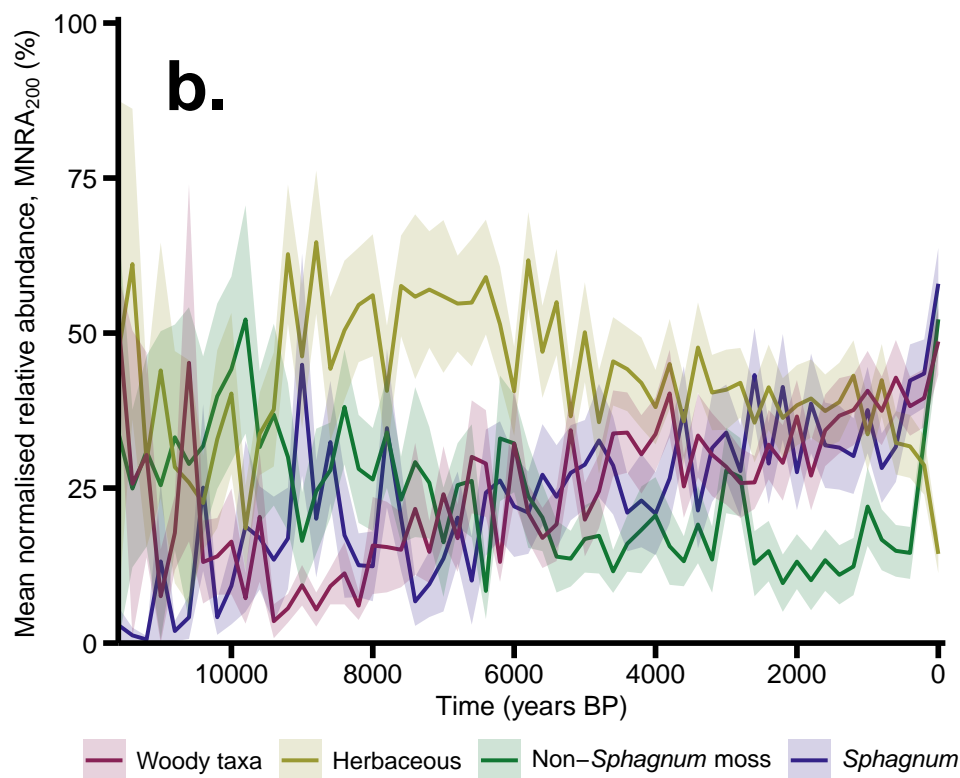 b.
Mean normalised relative abundance, MNRA₂₀₀ (%)
100
75
50
25
0
10000 8000 6000 4000 2000 0
Time (years BP)
Woody taxa Herbaceous Non−Sphagnum moss Sphagnum